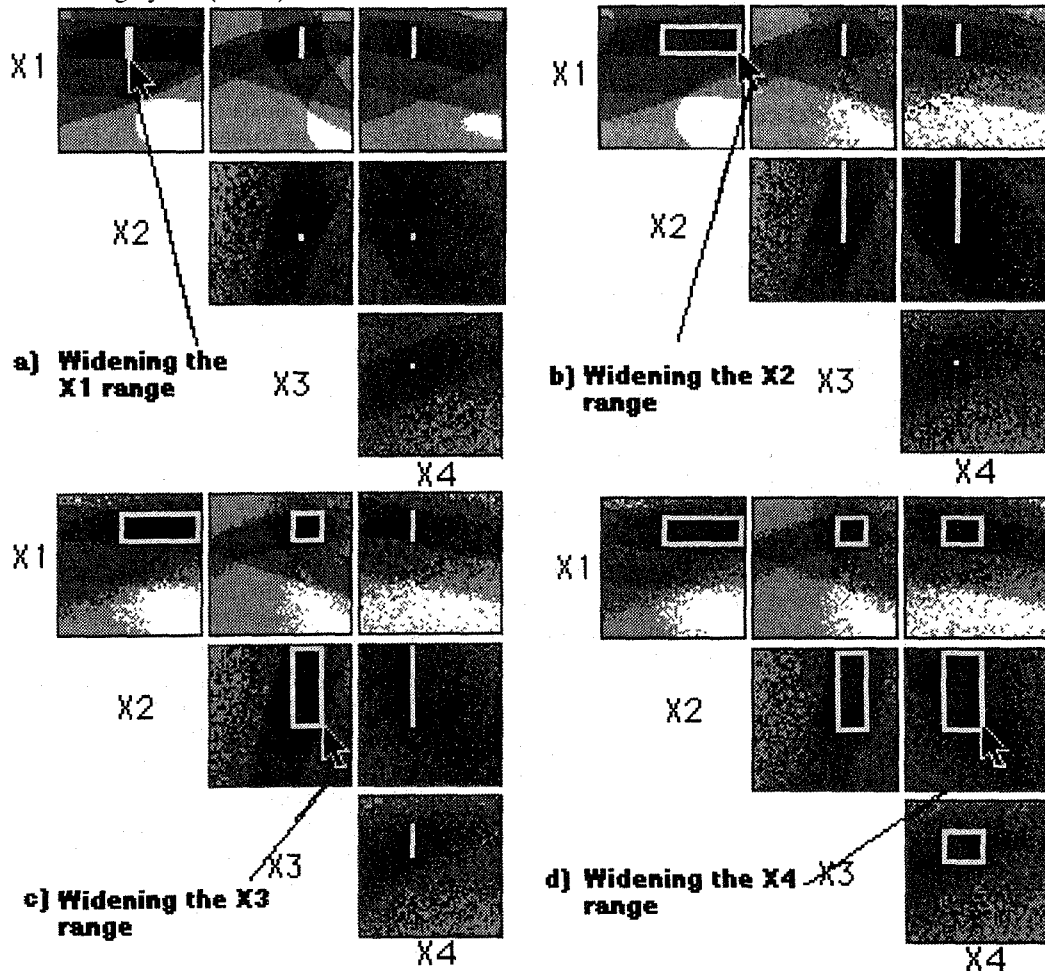 X1
X2
a) Widening the
X1 range
X3
X4
X1
X2
b) Widening the X2
range
X3
X4
X1
X2
X3
c) Widening the X3
range
X4
X1
X2
X3
d) Widening the X4
range
X4